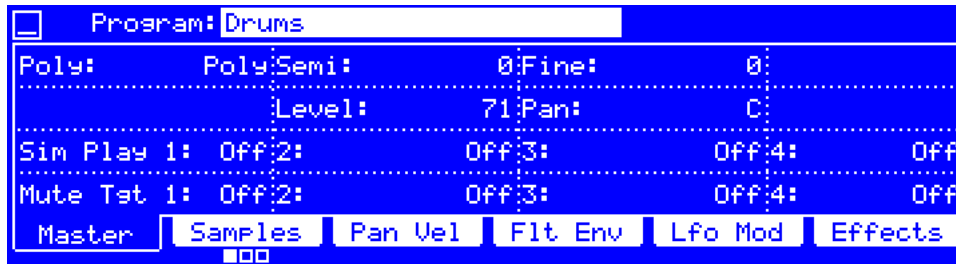 Program: Drums
Poly: Poly Semi: 0 Fine: 0
Level: 71 Pan: C
Sim Play 1: Off 2: Off 3: Off 4: Off
Mute Tgt 1: Off 2: Off 3: Off 4: Off
Master Samples Pan Vel Flt Env Lfo Mod Effects